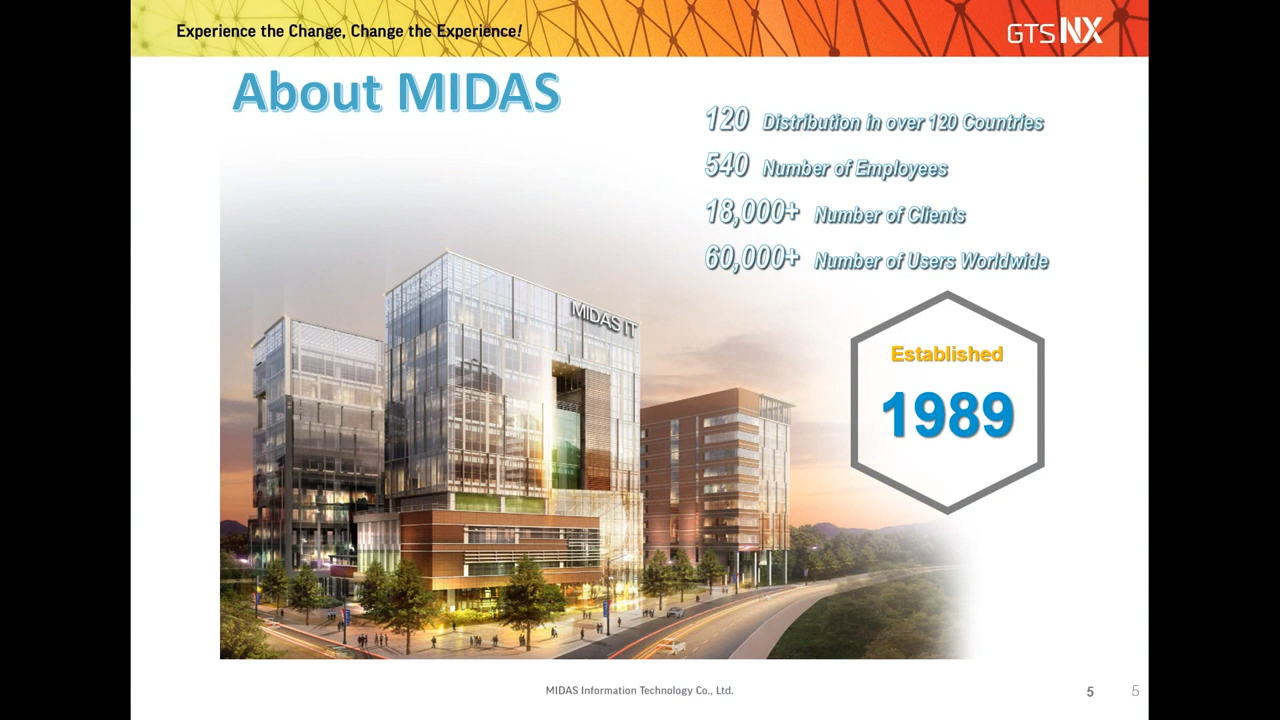 Experience the Change, Change the Experience!
GTS NX
About MIDAS
120 Distribution in over 120 Countries
540 Number of Employees
18,000+ Number of Clients
60,000+ Number of Users Worldwide
MIDAS IT
Established
1989
MIDAS Information Technology Co., Ltd.
5
5